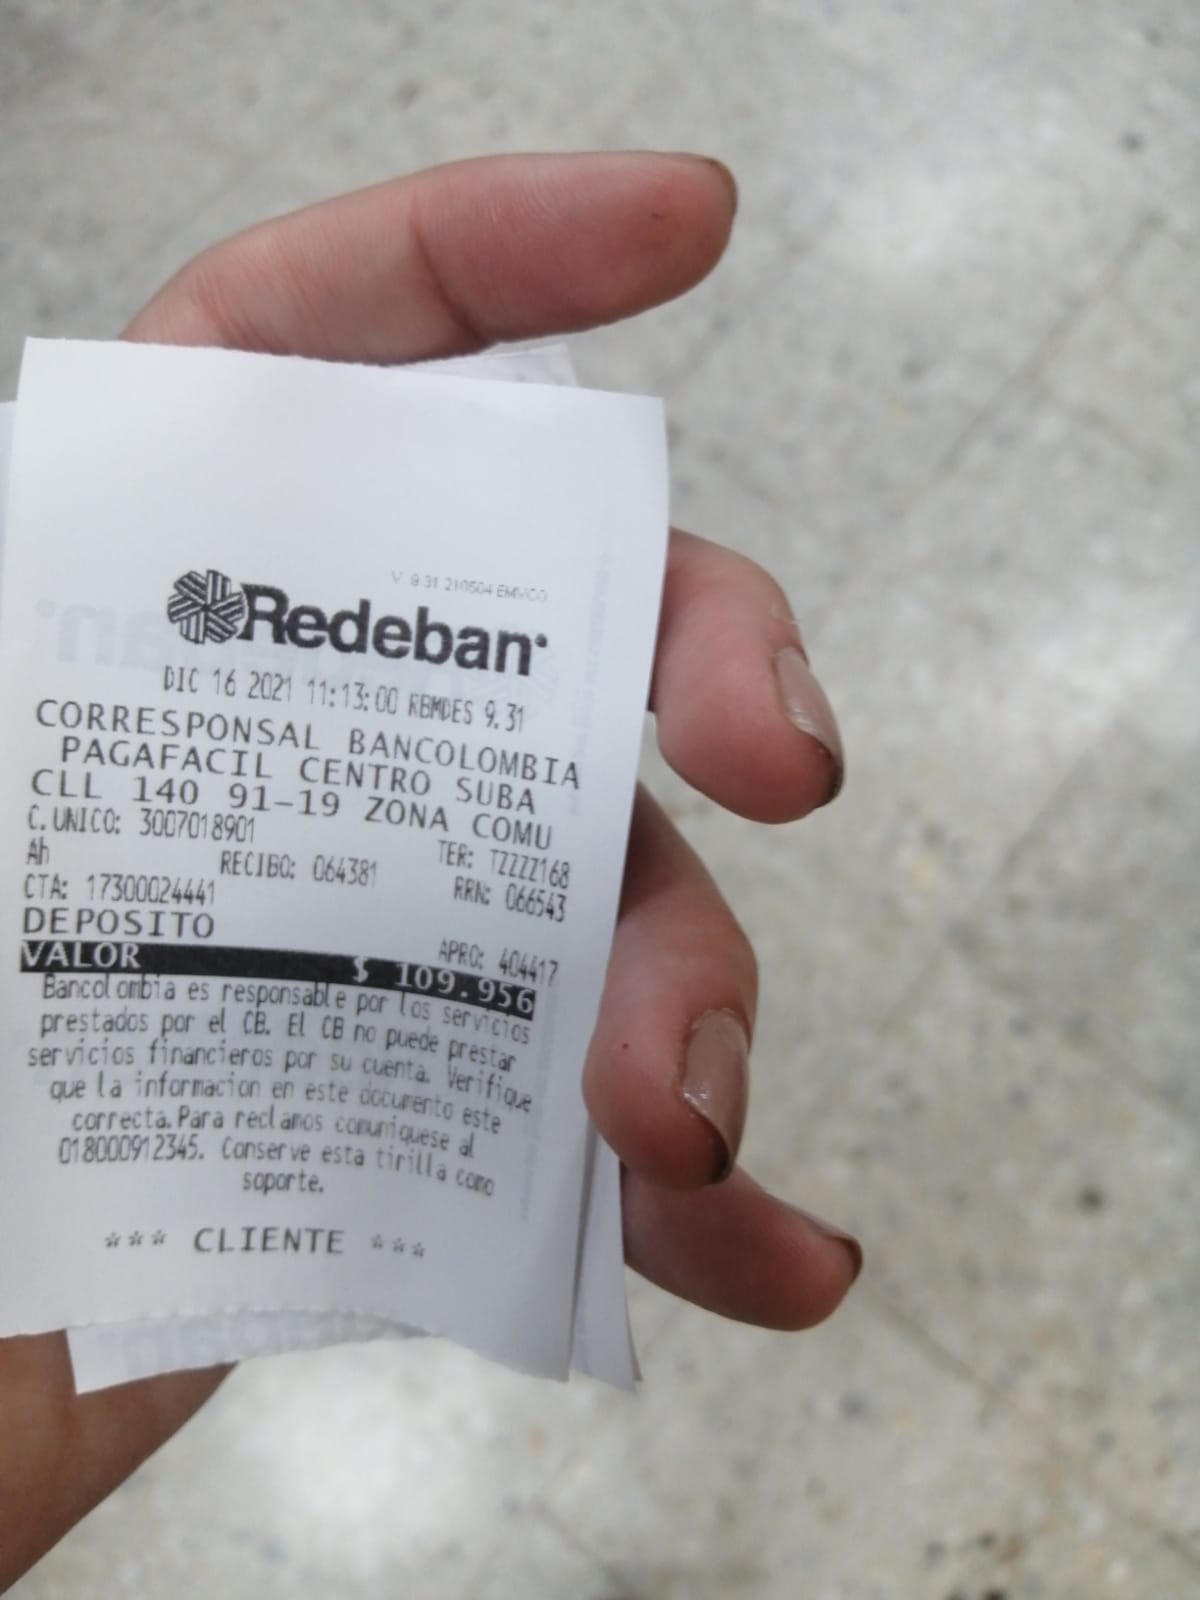 V. 9.31 210504 EMVCO
Redeban
DIC 16 2021 11:13:00 RBMDES 9.31
CORRESPONSAL BANCOLOMBIA
PAGAFACIL CENTRO SUBA
CLL 140 91-19 ZONA COMU
C. UNICO: 3007018901 TER: TZZZZ168
Ah RECIBO: 064381 RRN: 066543
CTA: 17300024441
DEPOSITO APRO: 404417
VALOR $ 109.956
Bancolombia es responsable por los servicios
prestados por el CB. El CB no puede prestar
servicios financieros por su cuenta. Verifique
que la informacion en este documento este
correcta.Para reclamos comuniquese al
018000912345. Conserve esta tirilla como
soporte.
*** CLIENTE ***